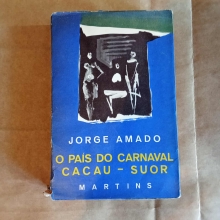 JORGE AMADO
O PAÍS DO CARNAVAL
CACAU - SUOR
MARTINS